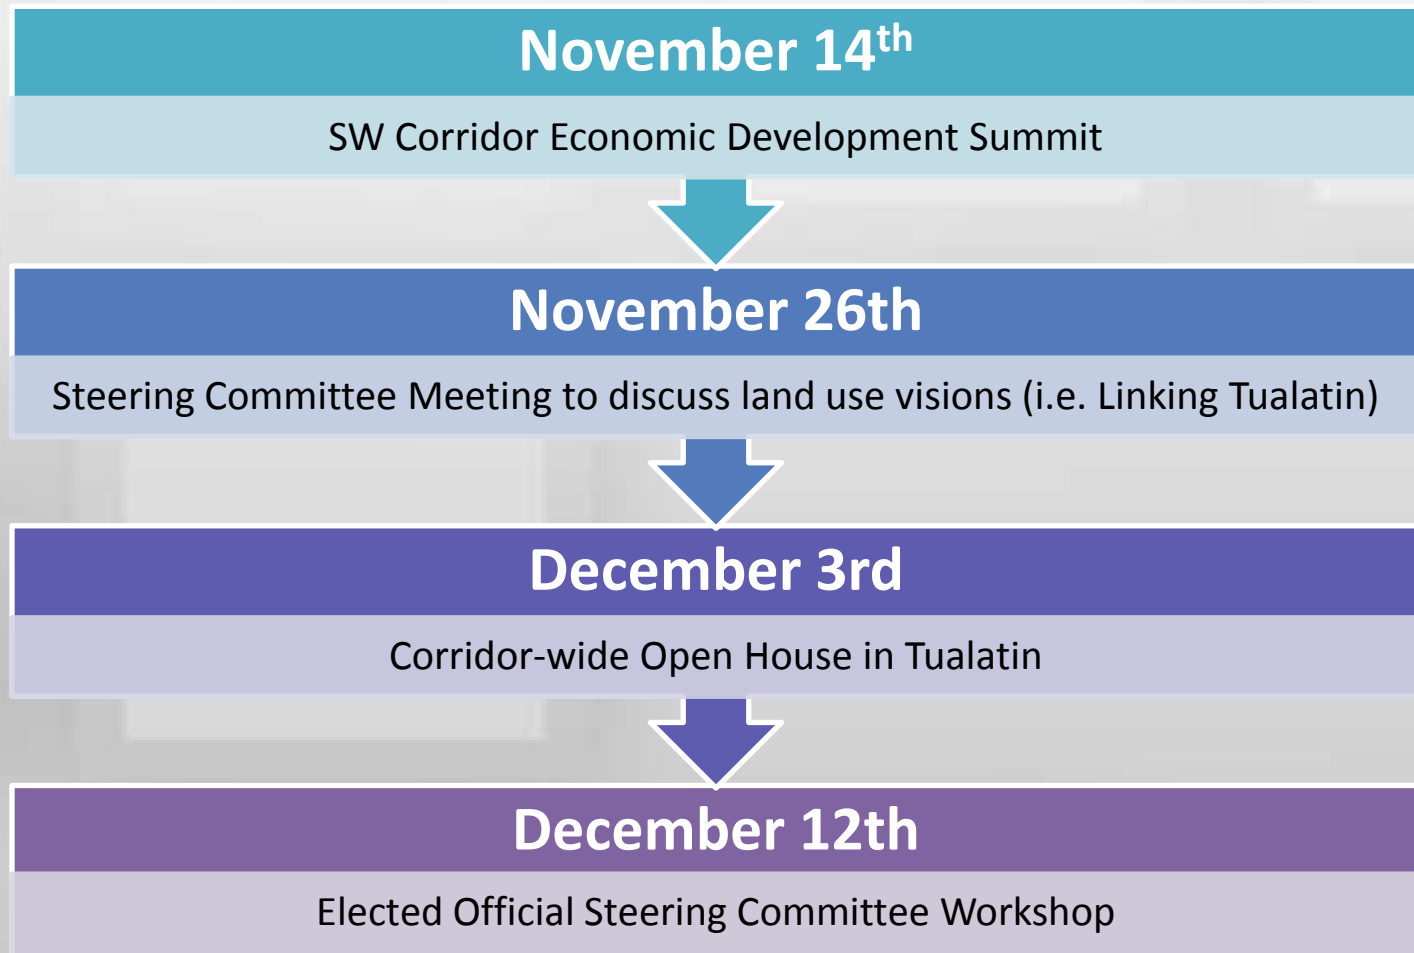 November 14th
SW Corridor Economic Development Summit
November 26th
Steering Committee Meeting to discuss land use visions (i.e. Linking Tualatin)
December 3rd
Corridor-wide Open House in Tualatin
December 12th
Elected Official Steering Committee Workshop